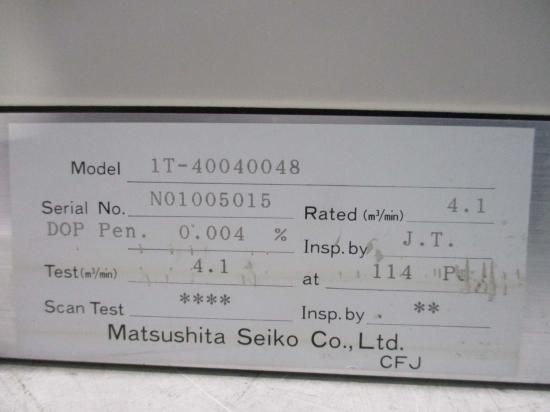 Model 1T-40040048
Serial No. N01005015 Rated (m³/min) 4.1
DOP Pen. 0.004 % Insp.by J.T.
Test(m³/min) 4.1 at 114
Scan Test **** Insp.by **
Matsushita Seiko Co., Ltd.
CFJ